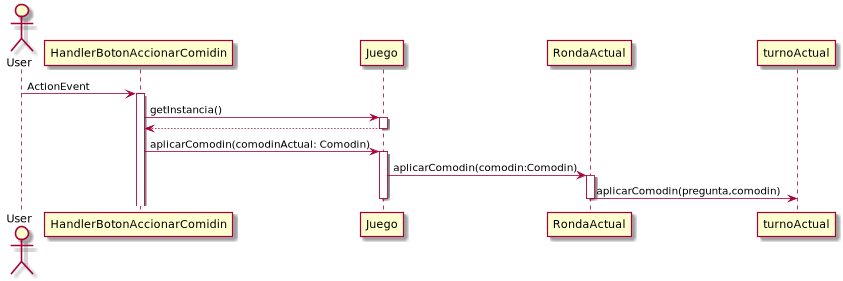 User
HandlerBotonAccionarComidin
Juego
RondaActual
turnoActual
ActionEvent
getInstancia()
aplicarComodin(comodinActual: Comodin)
aplicarComodin(comodin:Comodin)
aplicarComodin(pregunta,comodin)
User
HandlerBotonAccionarComidin
Juego
RondaActual
turnoActual